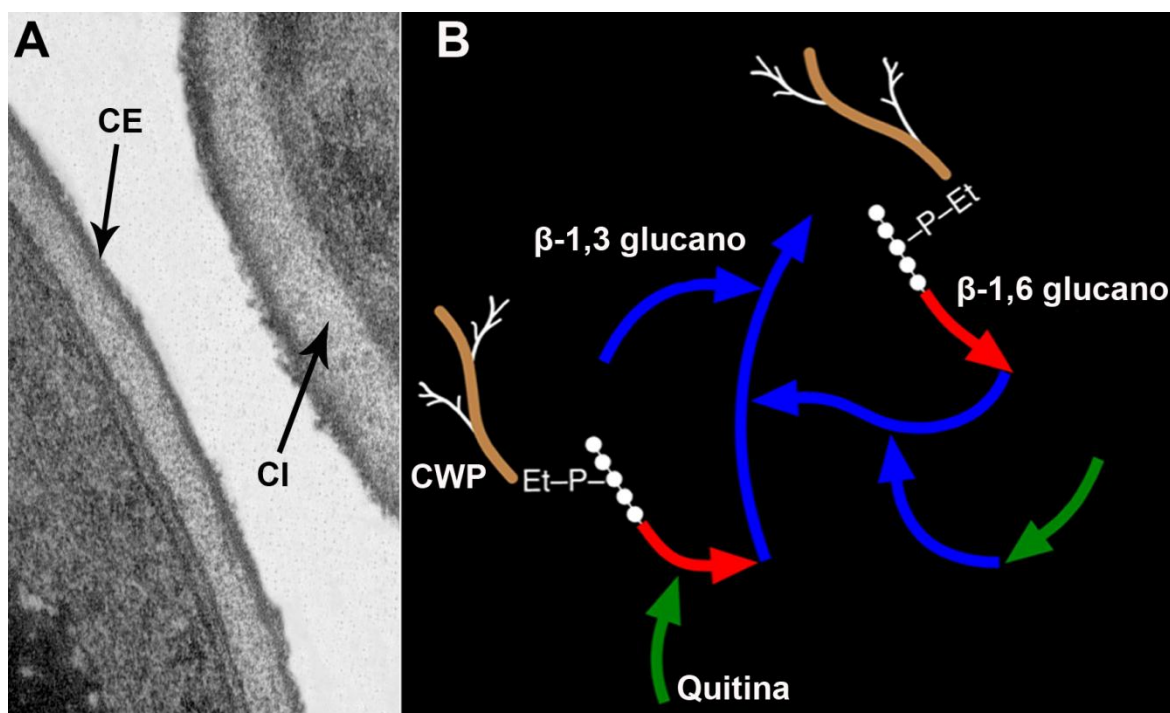 A
CE
CI
B
–P–Et
β-1,3 glucano
β-1,6 glucano
CWP
Et–P–
Quitina